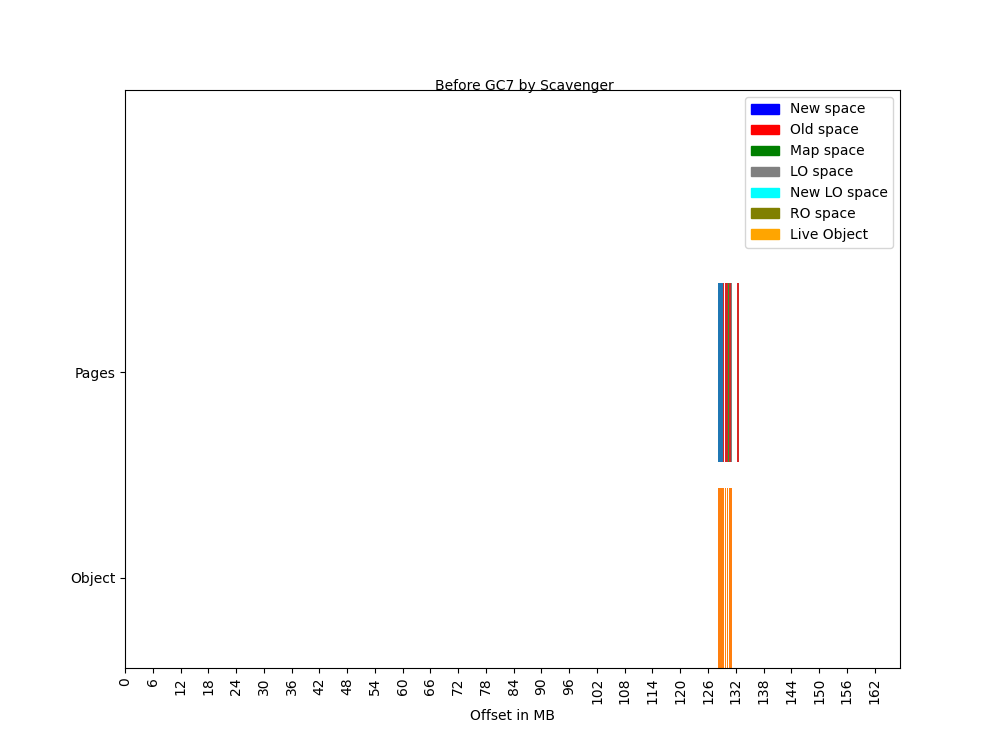 Before GC7 by Scavenger
New space
Old space
Map space
LO space
New LO space
RO space
Live Object
Pages
Object
0 6 12 18 24 30 36 42 48 54 60 66 72 78 84 90 96 102 108 114 120 126 132 138 144 150 156 162
Offset in MB